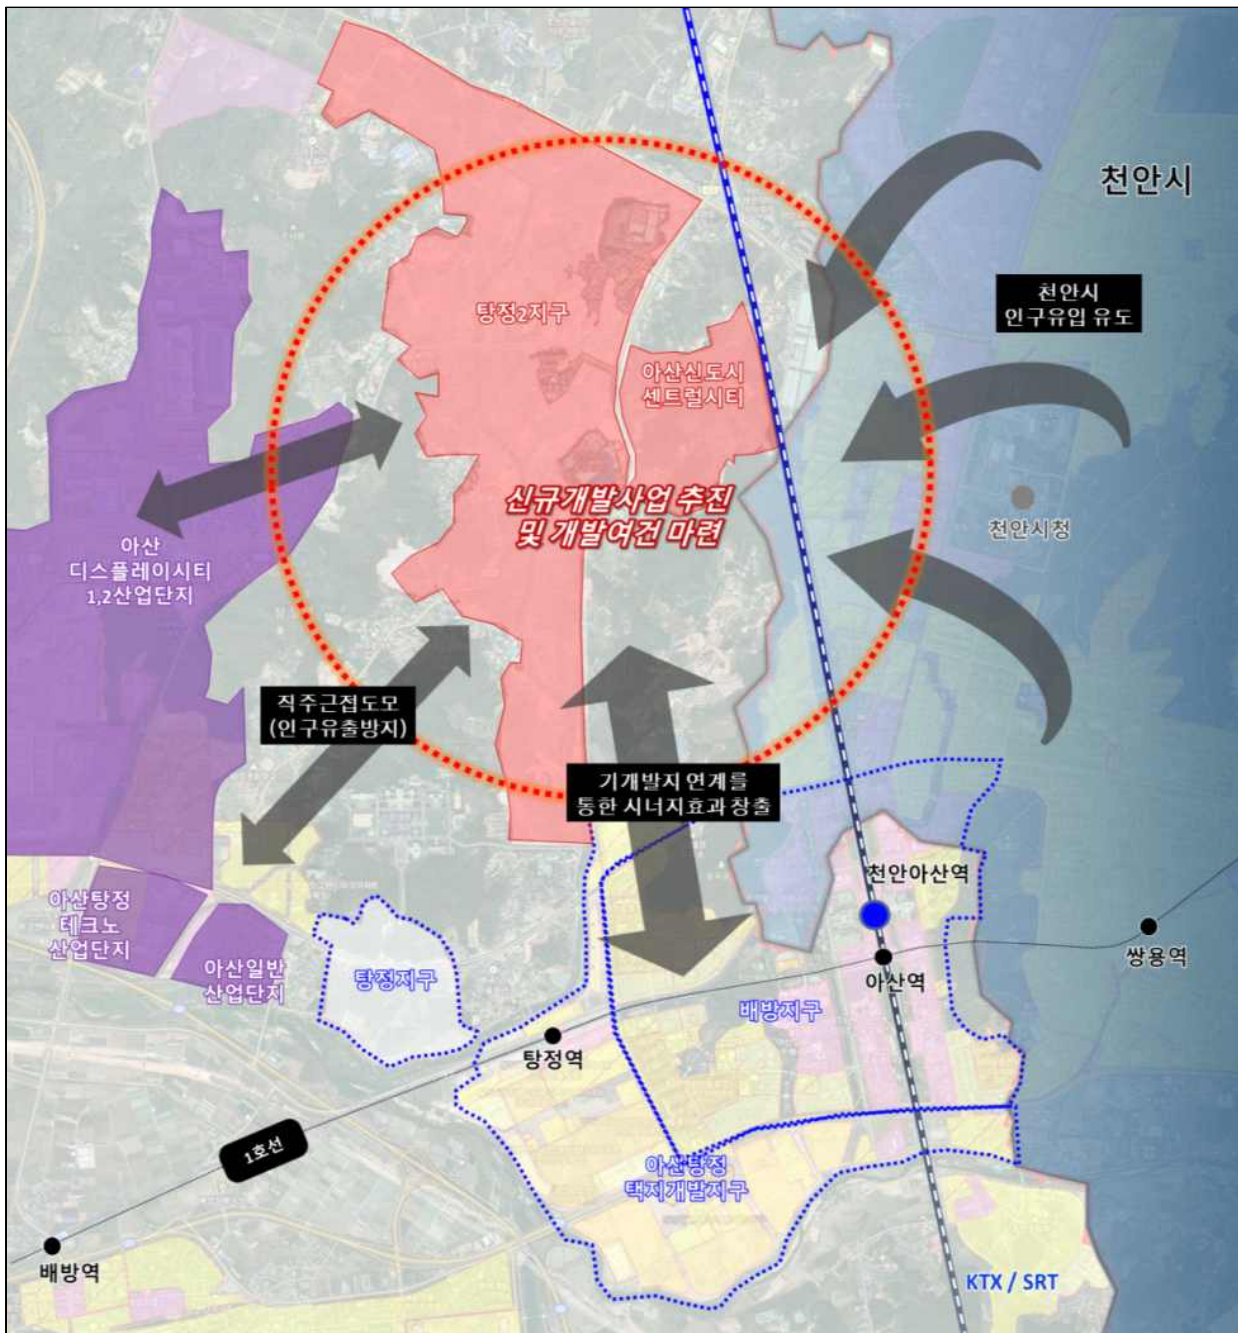 천안시
천안시
인구유입 유도
탕정2지구
아산신도시
센트럴시티
신규개발사업 추진
및 개발여건 마련
천안시청
아산
디스플레이시티
1,2산업단지
직주근접도모
(인구유출방지)
기개발지 연계를
통한 시너지효과 창출
천안아산역
아산탕정
테크노
산업단지
아산일반
산업단지
탕정지구
쌍용역
아산역
배방지구
탕정역
1호선
아산탕정
택지개발지구
배방역
KTX / SRT